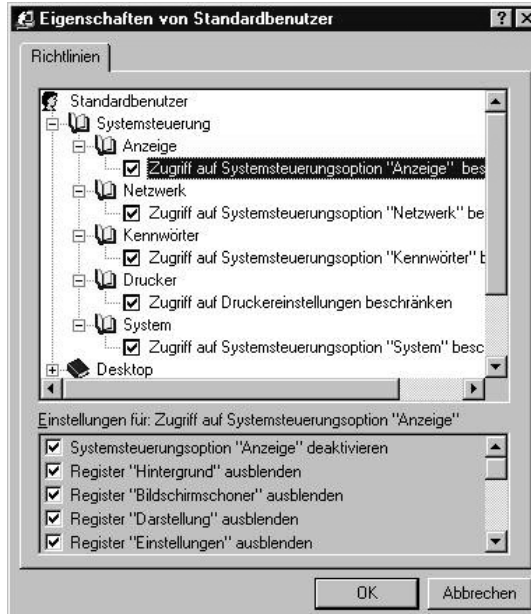 Eigenschaften von Standardbenutzer
Richtlinien
Standardbenutzer
Systemsteuerung
Anzeige
Zugriff auf Systemsteuerungsoption "Anzeige" bes
Netzwerk
Zugriff auf Systemsteuerungsoption "Netzwerk" be
Kennwörter
Zugriff auf Systemsteuerungsoption "Kennwörter" b
Drucker
Zugriff auf Druckereinstellungen beschränken
System
Zugriff auf Systemsteuerungsoption "System" besc
Desktop
Einstellungen für: Zugriff auf Systemsteuerungsoption "Anzeige"
Systemsteuerungsoption "Anzeige" deaktivieren
Register "Hintergrund" ausblenden
Register "Bildschirmschoner" ausblenden
Register "Darstellung" ausblenden
Register "Einstellungen" ausblenden
OK Abbrechen